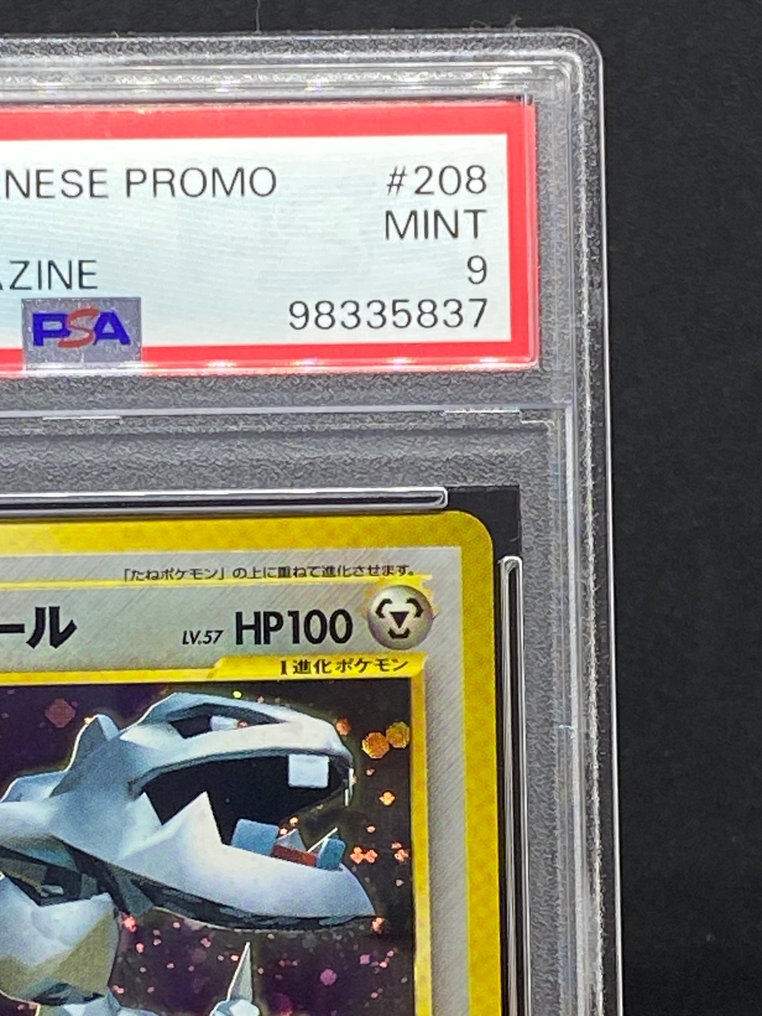 NESE PROMO #208
MINT
AZINE 9
PSA 98335837
「たねポケモン」の上に重ねて進化させます。
ール LV.57 HP100
1進化ポケモン